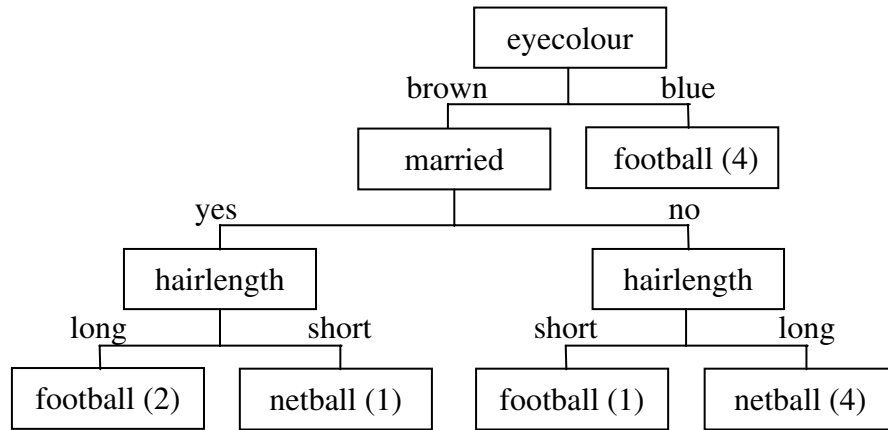 eyecolour
brown blue
married football (4)
yes no
hairlength hairlength
long short short long
football (2) netball (1) football (1) netball (4)